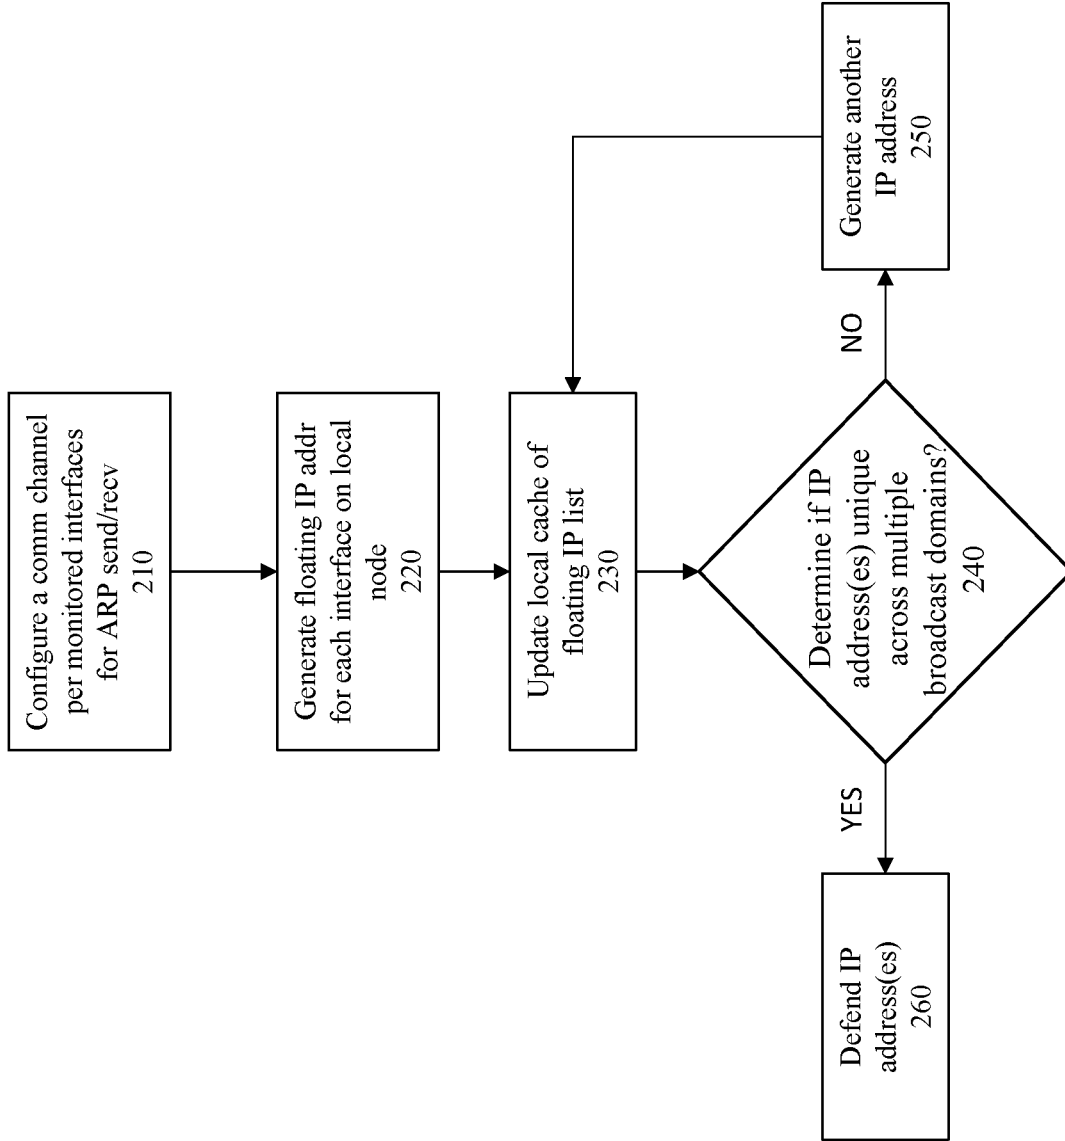 Configure a comm channel
per monitored interfaces
for ARP send/recv
210
Generate floating IP addr
for each interface on local
node
220
Update local cache of
floating IP list
230
Determine if IP
address(es) unique
across multiple
broadcast domains?
240
NO
Generate another
IP address
250
YES
Defend IP
address(es)
260